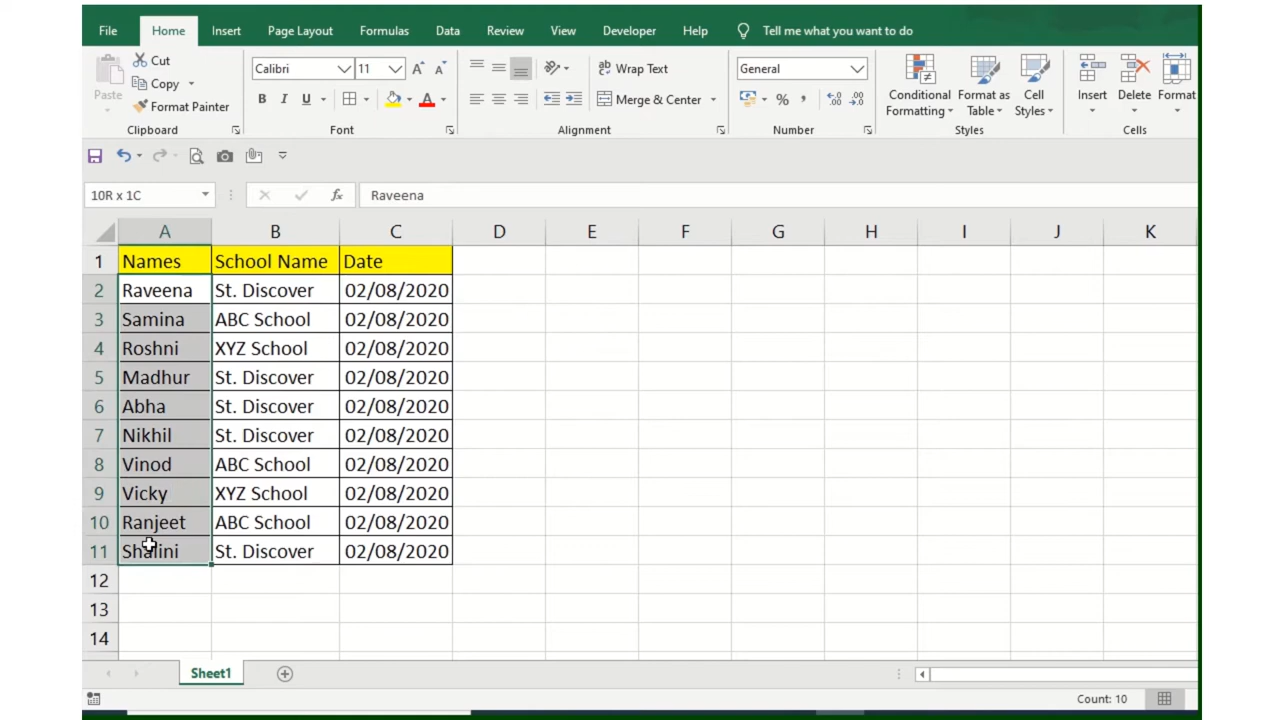 File Home Insert Page Layout Formulas Data Review View Developer Help Tell me what you want to do
Paste Cut Copy Format Painter Clipboard
Calibri 11 A A B I U A Font
ab Wrap Text Merge & Center Alignment
General % , .00 .00 Number
Conditional Formatting Format as Table Cell Styles Styles
Insert Delete Format Cells
10R x 1C fx Raveena
A B C D E F G H I J K
1 Names School Name Date
2 Raveena St. Discover 02/08/2020
3 Samina ABC School 02/08/2020
4 Roshni XYZ School 02/08/2020
5 Madhur St. Discover 02/08/2020
6 Abha St. Discover 02/08/2020
7 Nikhil St. Discover 02/08/2020
8 Vinod ABC School 02/08/2020
9 Vicky XYZ School 02/08/2020
10 Ranjeet ABC School 02/08/2020
11 Shalini St. Discover 02/08/2020
12
13
14
Sheet1
Count: 10